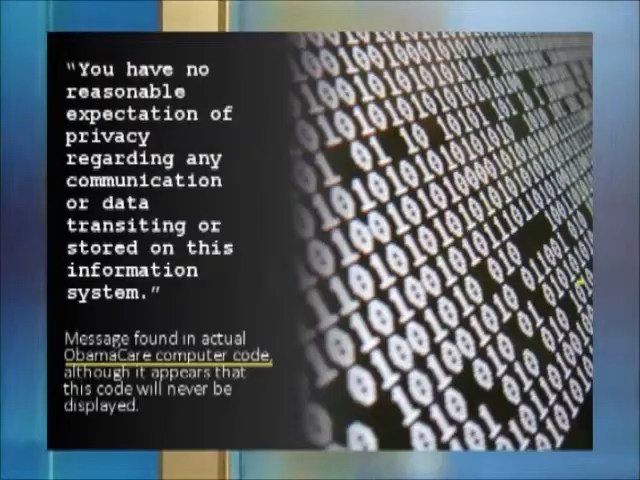 "You have no
reasonable
expectation of
privacy
regarding any
communication
or data
transiting or
stored on this
information
system."
Message found in actual
ObamaCare computer code,
although it appears that
this code will never be
displayed.